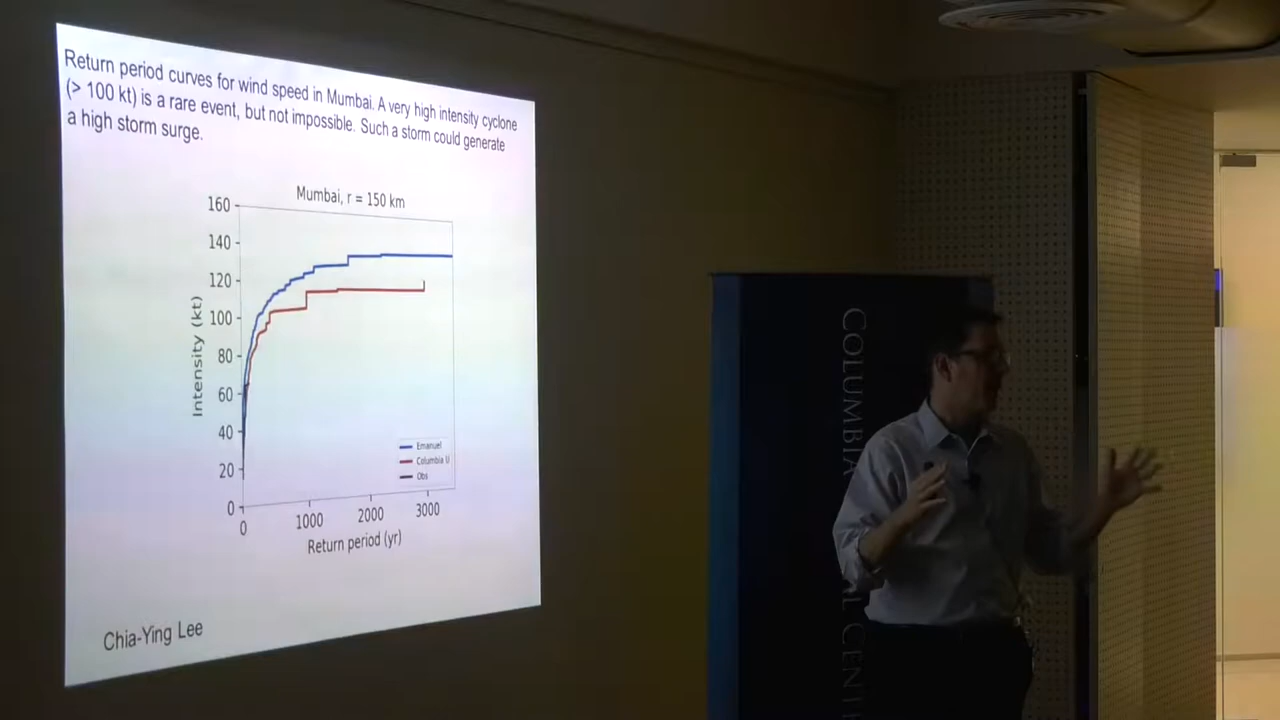 Return period curves for wind speed in Mumbai. A very high intensity cyclone
(> 100 kt) is a rare event, but not impossible. Such a storm could generate
a high storm surge.
Mumbai, r = 150 km
160
140
120
100
80
60
40
20
0
Intensity (kt)
Emanuel
Columbia U
Obs
0
1000
2000
3000
Return period (yr)
Chia-Ying Lee
COLUMBIA
L CENT